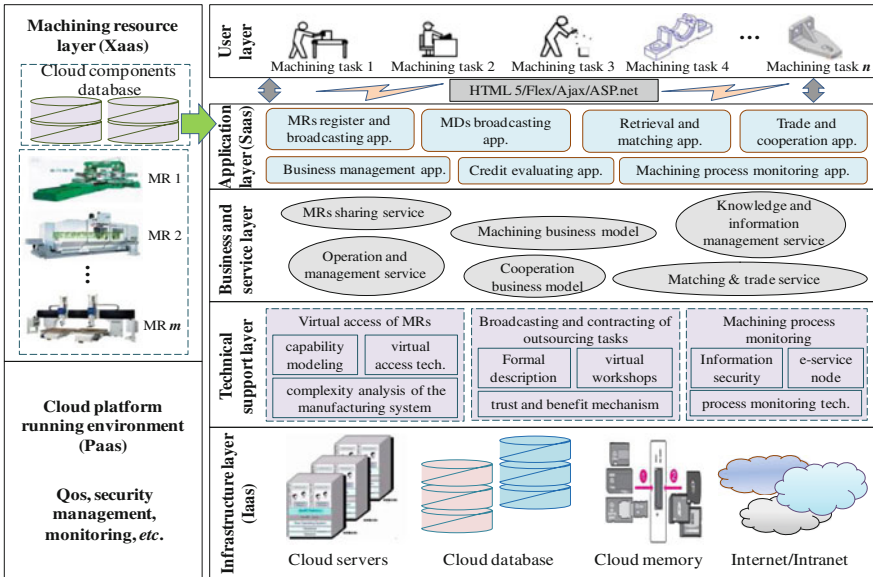 Machining resource
layer (Xaas)
Cloud components
database
MR 1
MR 2
MR m
Cloud platform
running environment
(Paas)
Qos, security
management,
monitoring, etc.
User
layer
Machining task 1
Machining task 2
Machining task 3
Machining task 4
...
Machining task n
HTML 5/Flex/Ajax/ASP.net
Application
layer (Saas)
MRs register and
broadcasting app.
MDs broadcasting
app.
Retrieval and
matching app.
Trade and
cooperation app.
Business management app.
Credit evaluating app.
Machining process monitoring app.
Business and
service layer
MRs sharing service
Machining business model
Knowledge and
information
management service
Operation and
management service
Cooperation
business model
Matching & trade service
Technical
support layer
Virtual access of MRs
capability
modeling
virtual
access tech.
complexity analysis of the
manufacturing system
Broadcasting and contracting of
outsourcing tasks
Formal
description
virtual
workshops
trust and benefit mechanism
Machining process
monitoring
Information
security
e-service
node
process monitoring tech.
Infrastructure layer
(Iaas)
Cloud servers
Cloud database
Cloud memory
Internet/Intranet